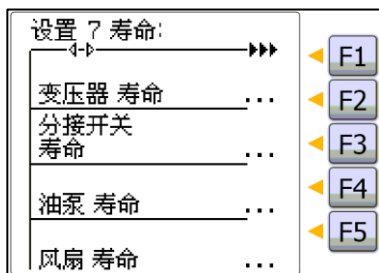 设置 7 寿命:
F1
变压器 寿命 ...
F2
分接开关
寿命 ...
F3
油泵 寿命 ...
F4
风扇 寿命 ...
F5